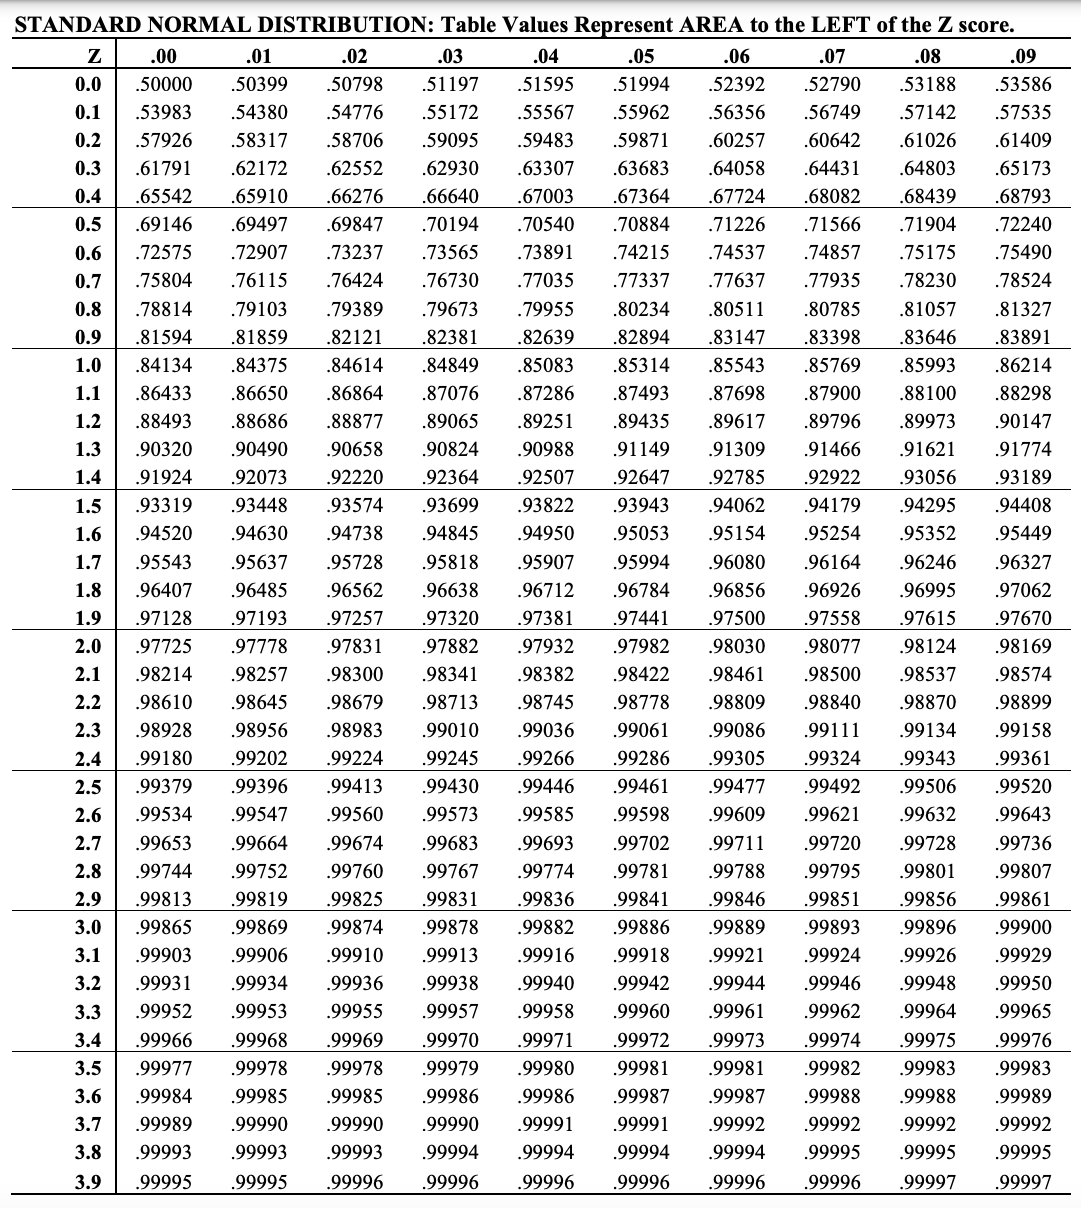 STANDARD NORMAL DISTRIBUTION: Table Values Represent AREA to the LEFT of the Z score.
Z .00 .01 .02 .03 .04 .05 .06 .07 .08 .09
0.0 .50000 .50399 .50798 .51197 .51595 .51994 .52392 .52790 .53188 .53586
0.1 .53983 .54380 .54776 .55172 .55567 .55962 .56356 .56749 .57142 .57535
0.2 .57926 .58317 .58706 .59095 .59483 .59871 .60257 .60642 .61026 .61409
0.3 .61791 .62172 .62552 .62930 .63307 .63683 .64058 .64431 .64803 .65173
0.4 .65542 .65910 .66276 .66640 .67003 .67364 .67724 .68082 .68439 .68793
0.5 .69146 .69497 .69847 .70194 .70540 .70884 .71226 .71566 .71904 .72240
0.6 .72575 .72907 .73237 .73565 .73891 .74215 .74537 .74857 .75175 .75490
0.7 .75804 .76115 .76424 .76730 .77035 .77337 .77637 .77935 .78230 .78524
0.8 .78814 .79103 .79389 .79673 .79955 .80234 .80511 .80785 .81057 .81327
0.9 .81594 .81859 .82121 .82381 .82639 .82894 .83147 .83398 .83646 .83891
1.0 .84134 .84375 .84614 .84849 .85083 .85314 .85543 .85769 .85993 .86214
1.1 .86433 .86650 .86864 .87076 .87286 .87493 .87698 .87900 .88100 .88298
1.2 .88493 .88686 .88877 .89065 .89251 .89435 .89617 .89796 .89973 .90147
1.3 .90320 .90490 .90658 .90824 .90988 .91149 .91309 .91466 .91621 .91774
1.4 .91924 .92073 .92220 .92364 .92507 .92647 .92785 .92922 .93056 .93189
1.5 .93319 .93448 .93574 .93699 .93822 .93943 .94062 .94179 .94295 .94408
1.6 .94520 .94630 .94738 .94845 .94950 .95053 .95154 .95254 .95352 .95449
1.7 .95543 .95637 .95728 .95818 .95907 .95994 .96080 .96164 .96246 .96327
1.8 .96407 .96485 .96562 .96638 .96712 .96784 .96856 .96926 .96995 .97062
1.9 .97128 .97193 .97257 .97320 .97381 .97441 .97500 .97558 .97615 .97670
2.0 .97725 .97778 .97831 .97882 .97932 .97982 .98030 .98077 .98124 .98169
2.1 .98214 .98257 .98300 .98341 .98382 .98422 .98461 .98500 .98537 .98574
2.2 .98610 .98645 .98679 .98713 .98745 .98778 .98809 .98840 .98870 .98899
2.3 .98928 .98956 .98983 .99010 .99036 .99061 .99086 .99111 .99134 .99158
2.4 .99180 .99202 .99224 .99245 .99266 .99286 .99305 .99324 .99343 .99361
2.5 .99379 .99396 .99413 .99430 .99446 .99461 .99477 .99492 .99506 .99520
2.6 .99534 .99547 .99560 .99573 .99585 .99598 .99609 .99621 .99632 .99643
2.7 .99653 .99664 .99674 .99683 .99693 .99702 .99711 .99720 .99728 .99736
2.8 .99744 .99752 .99760 .99767 .99774 .99781 .99788 .99795 .99801 .99807
2.9 .99813 .99819 .99825 .99831 .99836 .99841 .99846 .99851 .99856 .99861
3.0 .99865 .99869 .99874 .99878 .99882 .99886 .99889 .99893 .99896 .99900
3.1 .99903 .99906 .99910 .99913 .99916 .99918 .99921 .99924 .99926 .99929
3.2 .99931 .99934 .99936 .99938 .99940 .99942 .99944 .99946 .99948 .99950
3.3 .99952 .99953 .99955 .99957 .99958 .99960 .99961 .99962 .99964 .99965
3.4 .99966 .99968 .99969 .99970 .99971 .99972 .99973 .99974 .99975 .99976
3.5 .99977 .99978 .99978 .99979 .99980 .99981 .99981 .99982 .99983 .99983
3.6 .99984 .99985 .99985 .99986 .99986 .99987 .99987 .99988 .99988 .99989
3.7 .99989 .99990 .99990 .99990 .99991 .99991 .99992 .99992 .99992 .99992
3.8 .99993 .99993 .99993 .99994 .99994 .99994 .99994 .99995 .99995 .99995
3.9 .99995 .99995 .99996 .99996 .99996 .99996 .99996 .99996 .99997 .99997